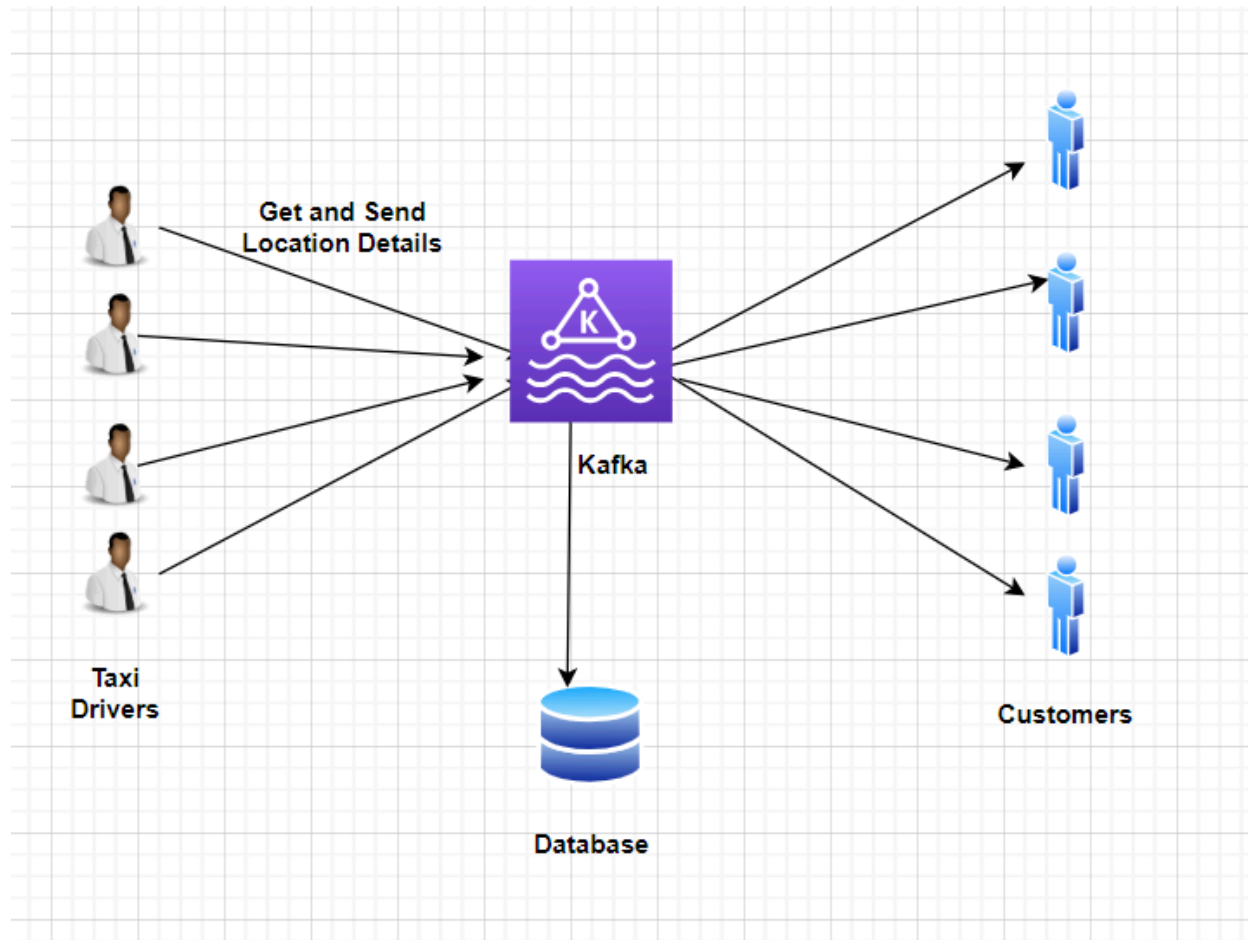 Get and Send
Location Details
K
Kafka
Taxi
Drivers
Customers
Database